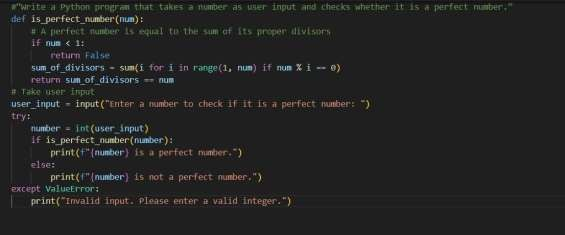 #"Write a Python program that takes a number as user input and checks whether it is a perfect number."
def is_perfect_number(num):
    # A perfect number is equal to the sum of its proper divisors
    if num < 1:
        return False
    sum_of_divisors = sum(i for i in range(1, num) if num % i == 0)
    return sum_of_divisors == num
# Take user input
user_input = input("Enter a number to check if it is a perfect number: ")
try:
    number = int(user_input)
    if is_perfect_number(number):
        print(f"{number} is a perfect number.")
    else:
        print(f"{number} is not a perfect number.")
except ValueError:
    print("Invalid input. Please enter a valid integer.")